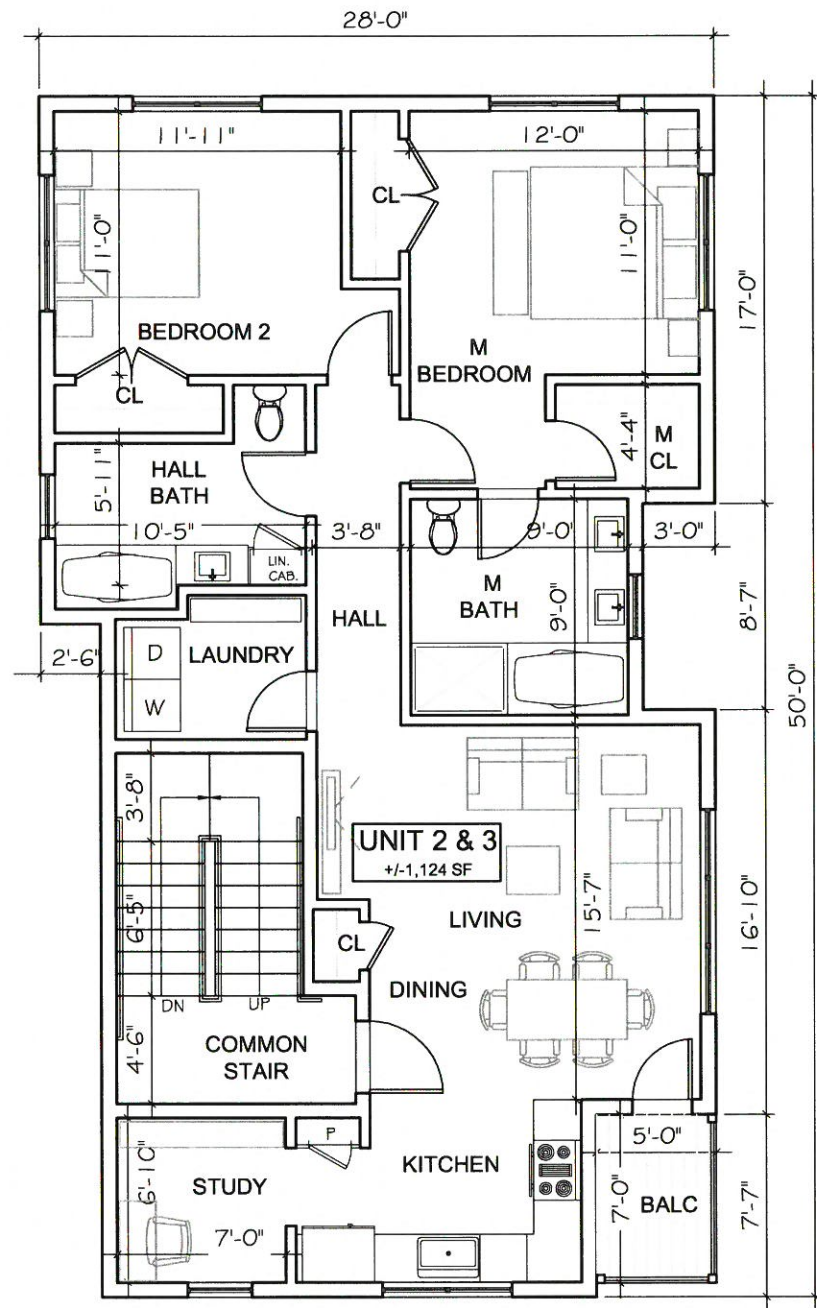 28'-0"
11'-11"
12'-0"
CL
11'-0"
11'-0"
17'-0"
BEDROOM 2
M
BEDROOM
CL
4'-4"
M
CL
HALL
BATH
5'-11"
10'-5"
3'-8"
9'-0"
3'-0"
LIN.
CAB.
M
BATH
9'-0"
HALL
8'-7"
2'-6"
D
LAUNDRY
W
50'-0"
3'-8"
UNIT 2 & 3
+/-1,124 SF
6'-5"
LIVING
15'-7"
16'-10"
CL
DINING
DN
UP
4'-6"
COMMON
STAIR
P
5'-0"
6'-10"
STUDY
KITCHEN
7'-0"
BALC
7'-7"
7'-0"